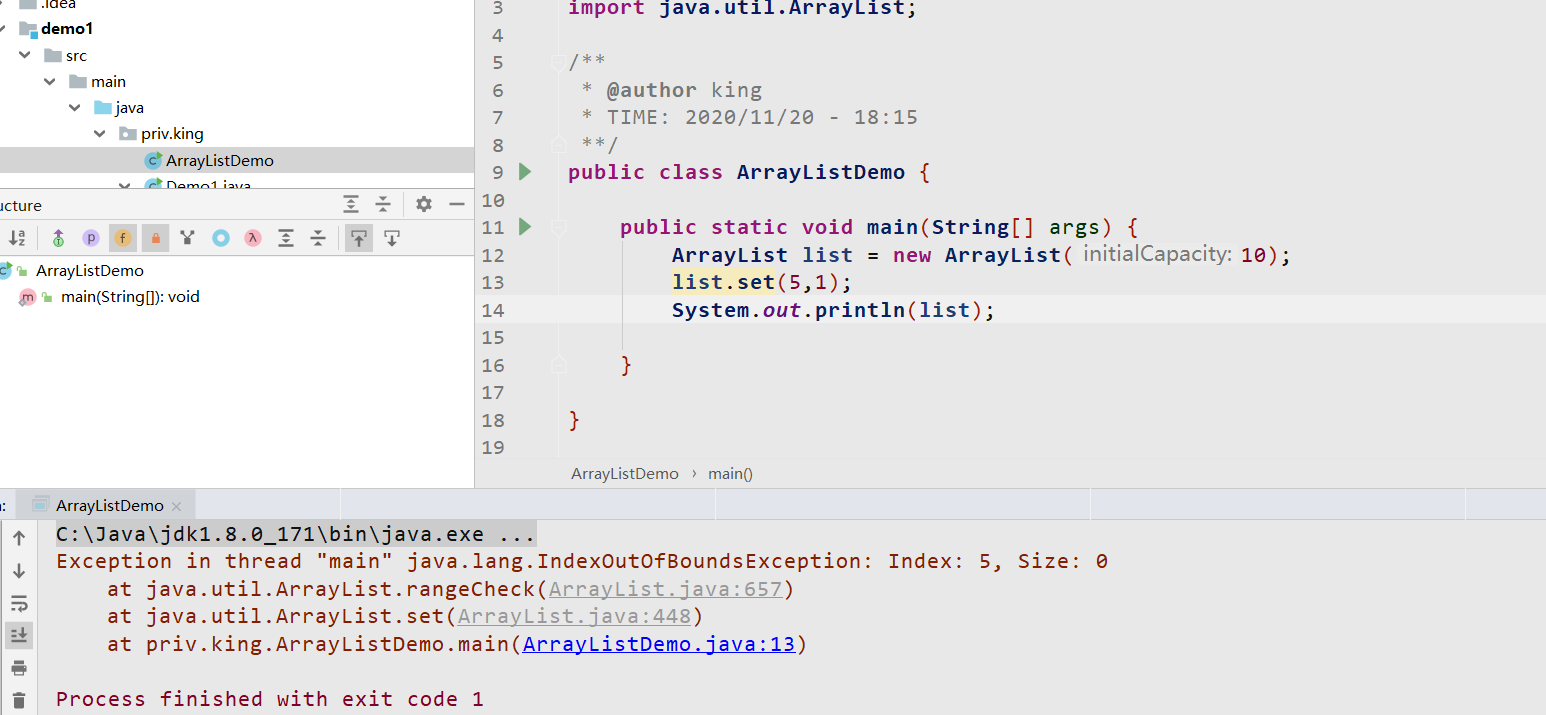 .idea
demo1
src
main
java
priv.king
ArrayListDemo
Demo1.java
ucture
ArrayListDemo
main(String[]): void
3 import java.util.ArrayList;
4
5 /**
6 * @author king
7 * TIME: 2020/11/20 - 18:15
8 **/
9 public class ArrayListDemo {
10
11 public static void main(String[] args) {
12 ArrayList list = new ArrayList( initialCapacity: 10);
13 list.set(5,1);
14 System.out.println(list);
15
16 }
17
18 }
19
ArrayListDemo › main()
ArrayListDemo ×
C:\Java\jdk1.8.0_171\bin\java.exe ...
Exception in thread "main" java.lang.IndexOutOfBoundsException: Index: 5, Size: 0
at java.util.ArrayList.rangeCheck(ArrayList.java:657)
at java.util.ArrayList.set(ArrayList.java:448)
at priv.king.ArrayListDemo.main(ArrayListDemo.java:13)
Process finished with exit code 1